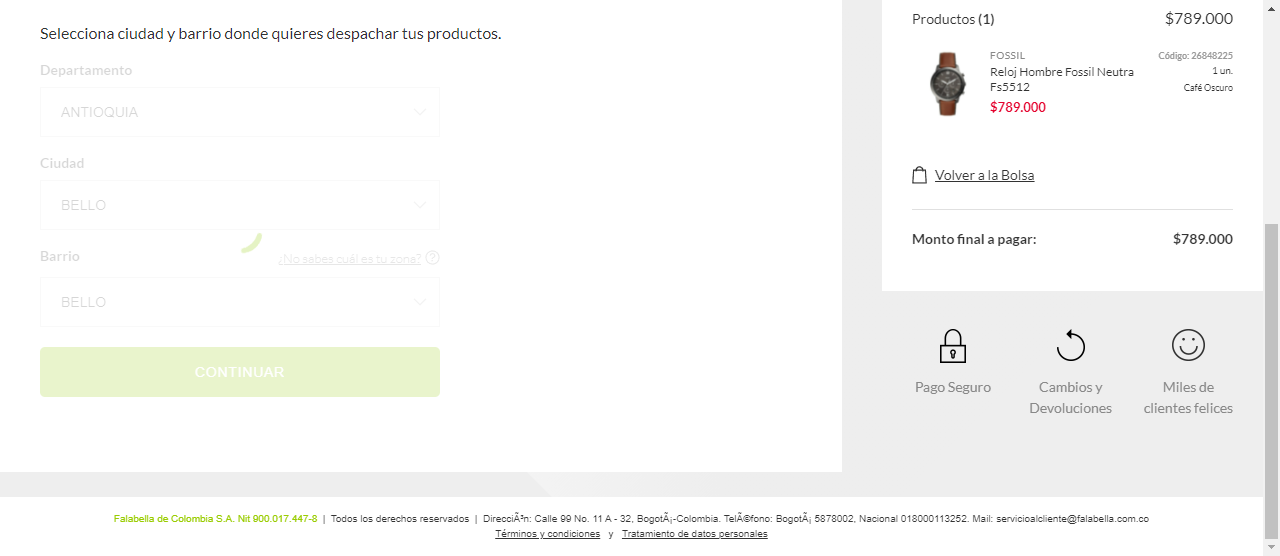 Selecciona ciudad y barrio donde quieres despachar tus productos.
Departamento
ANTIOQUIA
Ciudad
BELLO
Barrio
¿No sabes cuál es tu zona?
BELLO
CONTINUAR
Productos (1) $789.000
FOSSIL Código: 26848225
Reloj Hombre Fossil Neutra 1 un.
Fs5512 Café Oscuro
$789.000
Volver a la Bolsa
Monto final a pagar: $789.000
Pago Seguro
Cambios y
Devoluciones
Miles de
clientes felices
Falabella de Colombia S.A. Nit 900.017.447-8 | Todos los derechos reservados | DirecciÃ³n: Calle 99 No. 11 A - 32, BogotÃ¡-Colombia. TelÃ©fono: BogotÃ¡ 5878002, Nacional 018000113252. Mail: servicioalcliente@falabella.com.co
Términos y condiciones y Tratamiento de datos personales